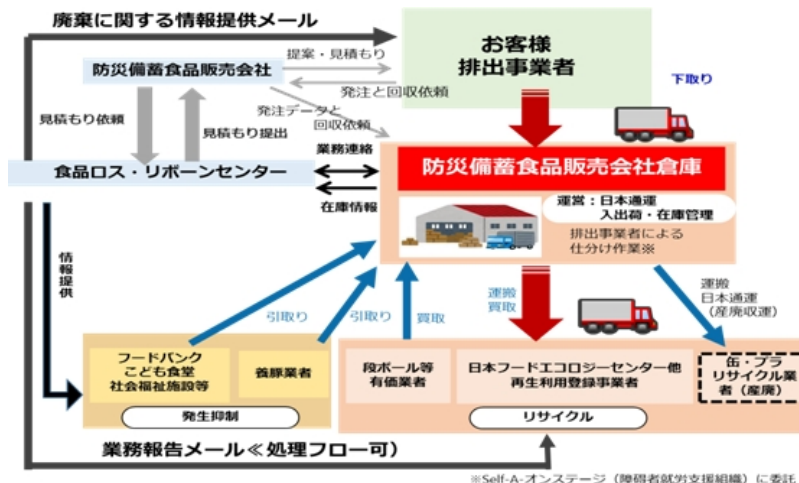 廃棄に関する情報提供メール
お客様
排出事業者
提案・見積もり
防災備蓄食品販売会社
下取り
発注と回収依頼
見積もり依頼
見積もり提出
発注データと
回収依頼
業務連絡
防災備蓄食品販売会社倉庫
食品ロス・リボーンセンター
在庫情報
運営：日本通運
入出荷・在庫管理
排出事業者による
仕分け作業※
情報提供
引取り
引取り
買取
運搬
買取
運搬
日本通運
（産廃収運）
フードバンク
こども食堂
社会福祉施設等
養豚業者
段ボール等
有価業者
日本フードエコロジーセンター他
再生利用登録事業者
缶・プラ
リサイクル業
者（産廃）
発生抑制
リサイクル
業務報告メール≪処理フロー可）
※Self-A-オンステージ（障碍者就労支援組織）に委託